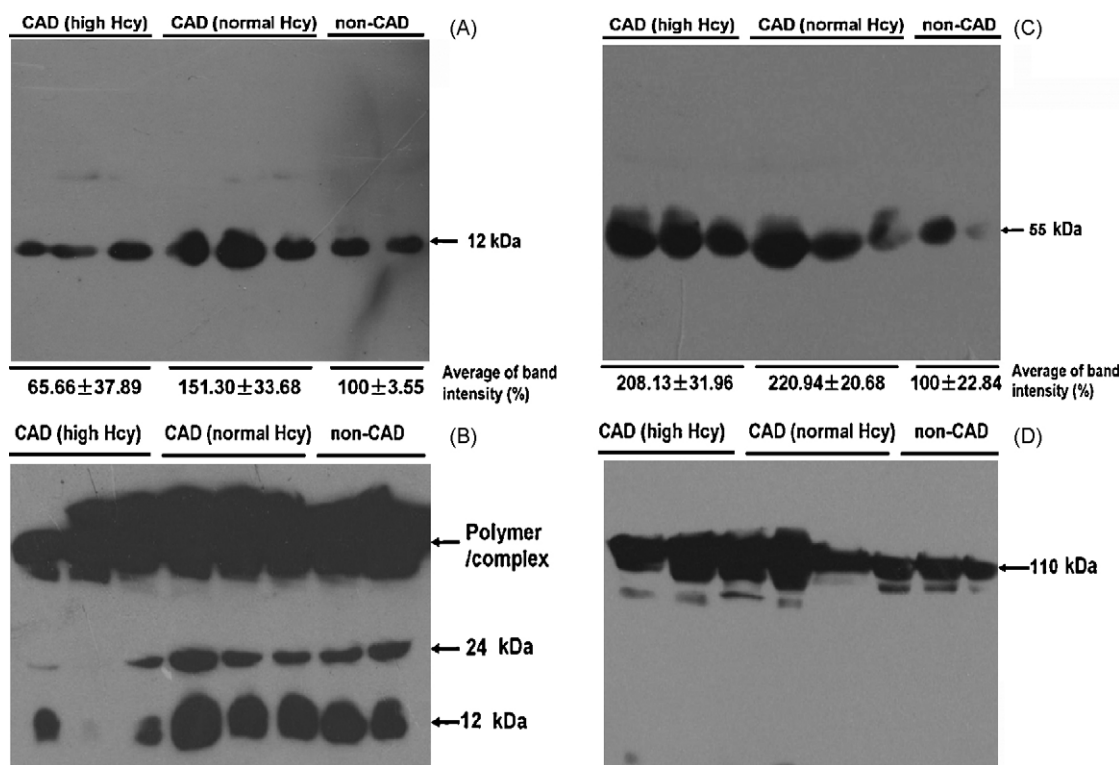 CAD (high Hcy) CAD (normal Hcy) non-CAD (A)
12 kDa
65.66±37.89 151.30±33.68 100±3.55 Average of band
intensity (%)
CAD (high Hcy) CAD (normal Hcy) non-CAD (B)
Polymer
/complex
24 kDa
12 kDa
CAD (high Hcy) CAD (normal Hcy) non-CAD (C)
55 kDa
208.13±31.96 220.94±20.68 100±22.84 Average of band
intensity (%)
CAD (high Hcy) CAD (normal Hcy) non-CAD (D)
110 kDa